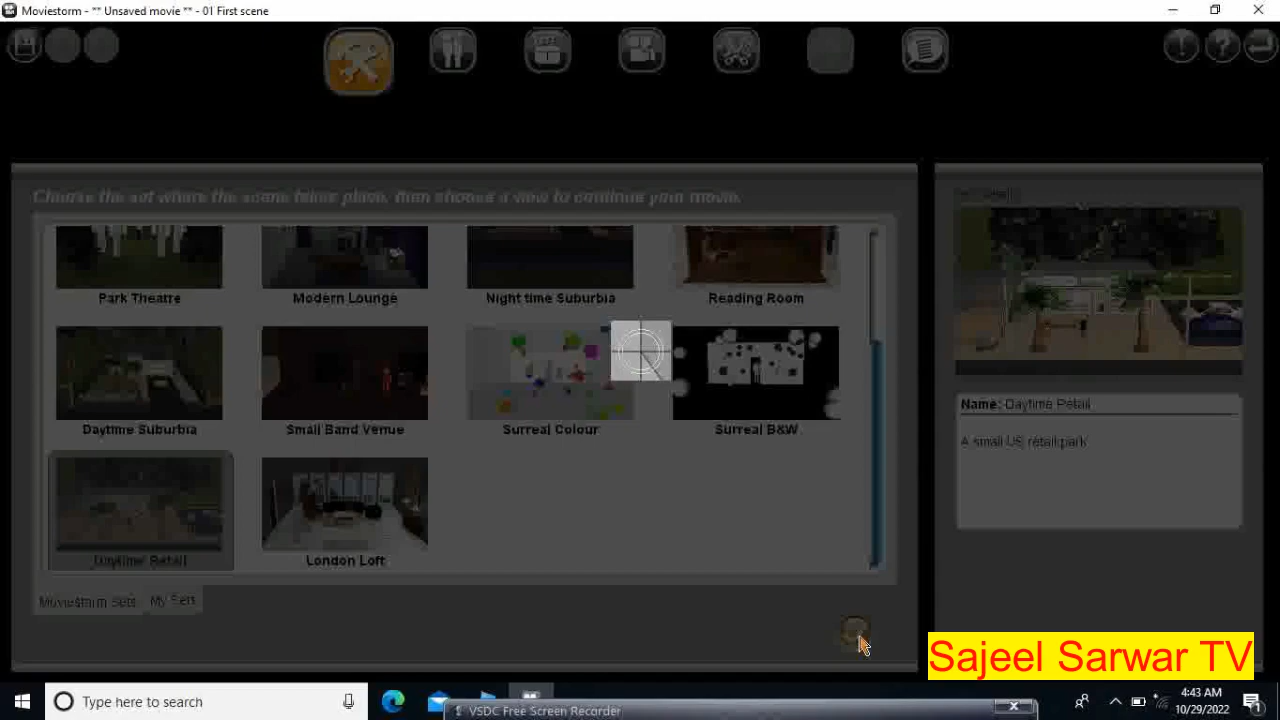 Moviestorm - ** Unsaved movie ** - 01 First scene
Choose the set where the scene takes place, then choose a view to continue your movie.
Park Theatre
Modern Lounge
Night time Suburbia
Reading Room
Daytime Suburbia
Small Band Venue
Surreal Colour
Surreal B&W
Daytime Retail
London Loft
Moviestorm Sets
My Sets
Name: Daytime Retail
A small US retail park
Sajeel Sarwar TV
Type here to search
VSDC Free Screen Recorder
4:43 AM
10/29/2022
1